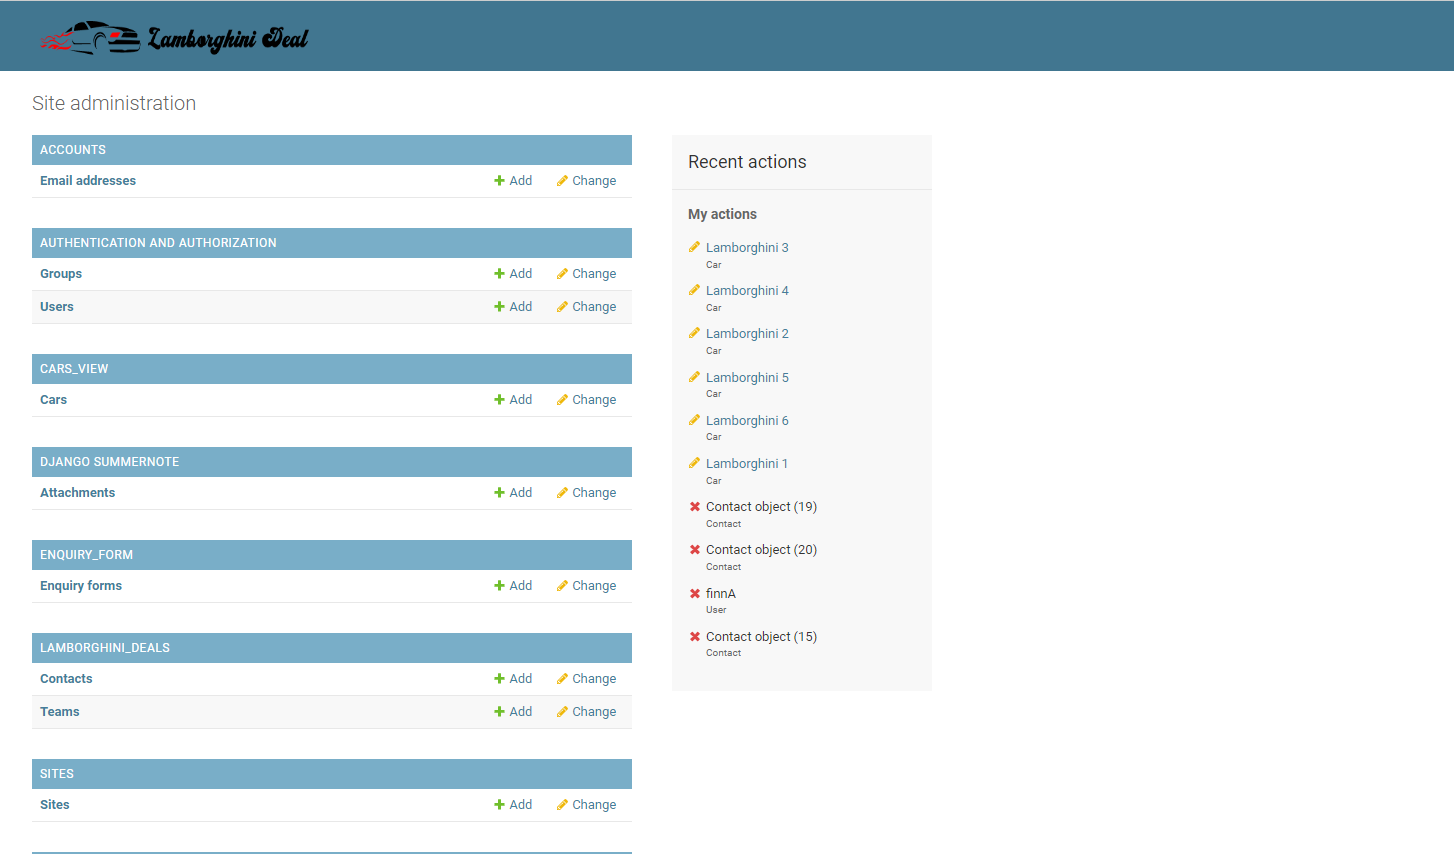 Lamborghini Deal
Site administration
ACCOUNTS
Email addresses Add Change
AUTHENTICATION AND AUTHORIZATION
Groups Add Change
Users Add Change
CARS_VIEW
Cars Add Change
DJANGO SUMMERNOTE
Attachments Add Change
ENQUIRY_FORM
Enquiry forms Add Change
LAMBORGHINI_DEALS
Contacts Add Change
Teams Add Change
SITES
Sites Add Change
Recent actions
My actions
Lamborghini 3
Car
Lamborghini 4
Car
Lamborghini 2
Car
Lamborghini 5
Car
Lamborghini 6
Car
Lamborghini 1
Car
Contact object (19)
Contact
Contact object (20)
Contact
finnA
User
Contact object (15)
Contact